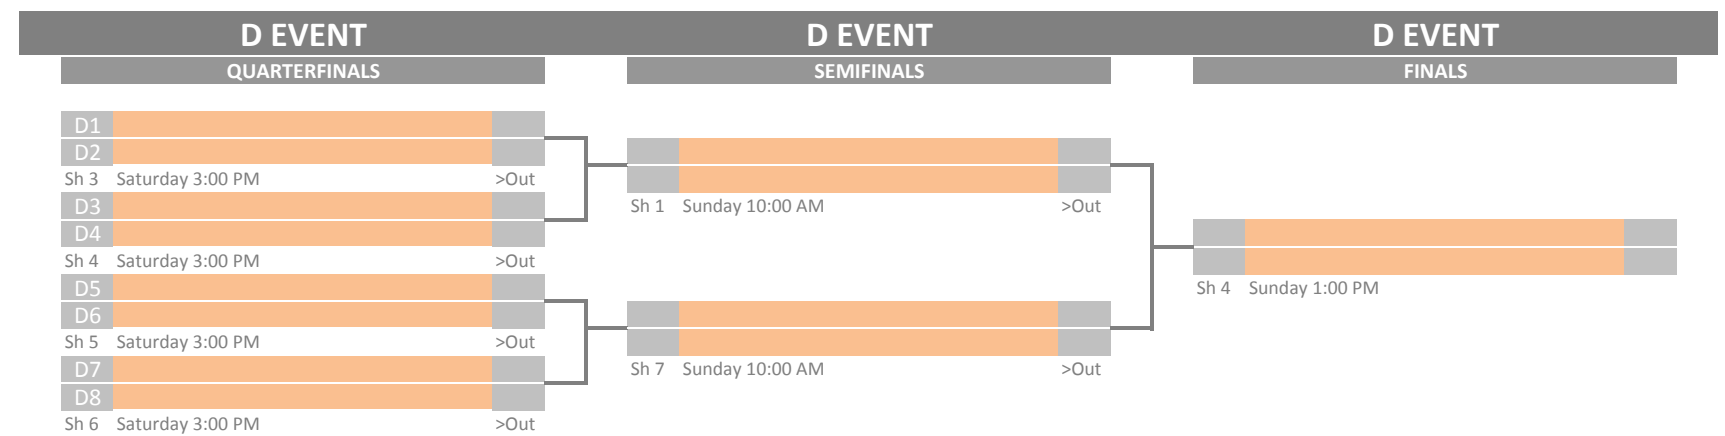 D EVENT D EVENT D EVENT
QUARTERFINALS SEMIFINALS FINALS
D1
D2
Sh 3 Saturday 3:00 PM >Out
D3
Sh 1 Sunday 10:00 AM >Out
D4
Sh 4 Saturday 3:00 PM >Out
D5
Sh 4 Sunday 1:00 PM
D6
Sh 5 Saturday 3:00 PM >Out
D7
Sh 7 Sunday 10:00 AM >Out
D8
Sh 6 Saturday 3:00 PM >Out